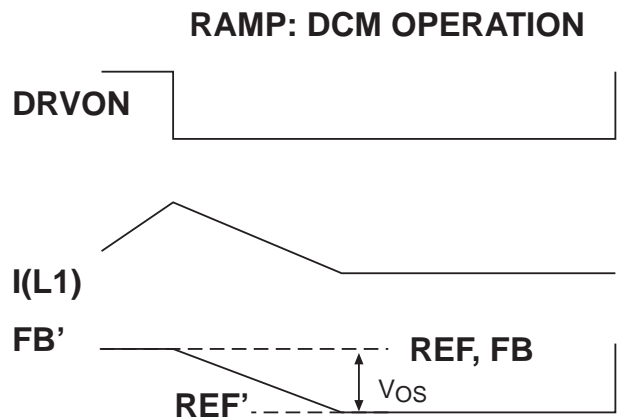 RAMP: DCM OPERATION
DRVON
I(L1)
FB’
REF, FB
VOS
REF’